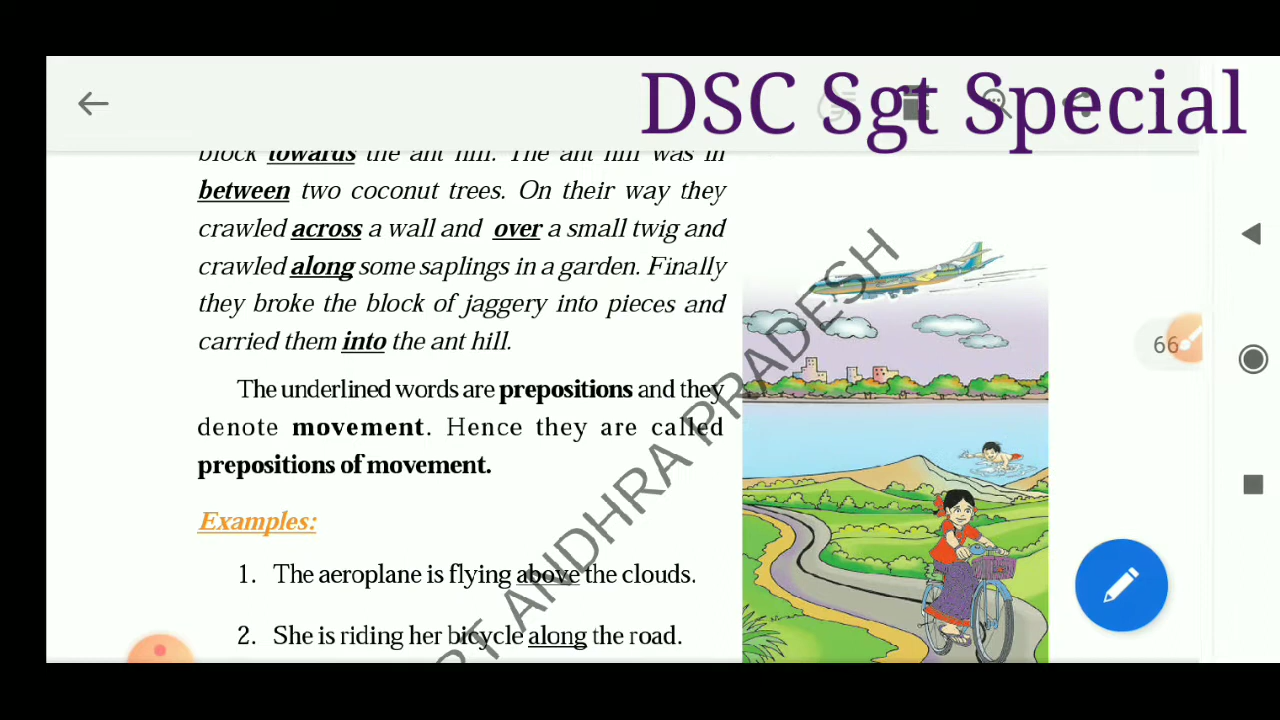 DSC Sgt Special
block towards the ant hill. The ant hill was in
between two coconut trees. On their way they
crawled across a wall and over a small twig and
crawled along some saplings in a garden. Finally
they broke the block of jaggery into pieces and
carried them into the ant hill.
66
The underlined words are prepositions and they
denote movement. Hence they are called
prepositions of movement.
Examples:
1. The aeroplane is flying above the clouds.
2. She is riding her bicycle along the road.
RT ANDHRA PRADESH